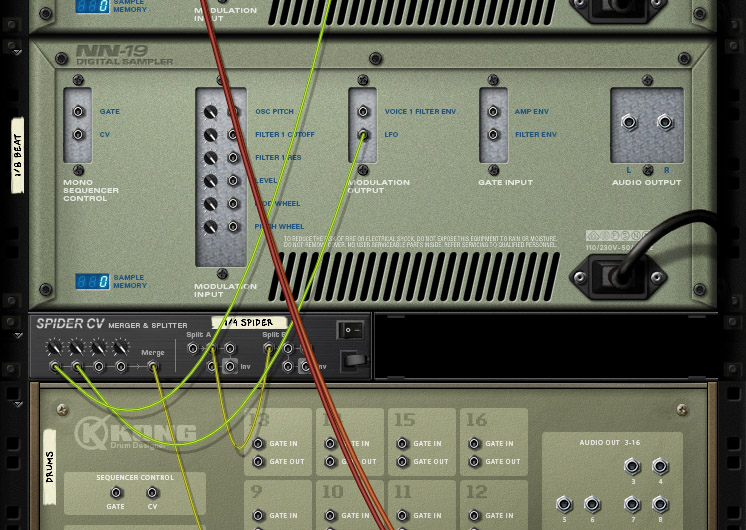 0
SAMPLE
MEMORY
MODULATION
INPUT
NN-19
DIGITAL SAMPLER
GATE
CV
MONO
SEQUENCER
CONTROL
OSC PITCH
FILTER 1 CUTOFF
FILTER 1 RES
LEVEL
MOD WHEEL
PITCH WHEEL
MODULATION
INPUT
VOICE 1 FILTER ENV
LFO
MODULATION
OUTPUT
AMP ENV
FILTER ENV
GATE INPUT
L R
AUDIO OUTPUT
TO REDUCE THE RISK OF FIRE OR ELECTRICAL SHOCK, DO NOT EXPOSE THIS EQUIPMENT TO RAIN OR MOISTURE.
DO NOT REMOVE COVER. NO USER SERVICEABLE PARTS INSIDE. REFER SERVICING TO QUALIFIED PERSONNEL.
110/230V-50/
0
SAMPLE
MEMORY
1/8 BEAT
SPIDER CV MERGER & SPLITTER
1/4 SPIDER
Merge
Split A
Inv
Split B
Inv
DRUMS
KONG
Drum Designer
SEQUENCER CONTROL
GATE CV
13
GATE IN
GATE OUT
14
GATE IN
GATE OUT
15
GATE IN
GATE OUT
16
GATE IN
GATE OUT
9
GATE IN
10
GATE IN
11
GATE IN
12
GATE IN
AUDIO OUT 3-16
3 4
5 6 7 8